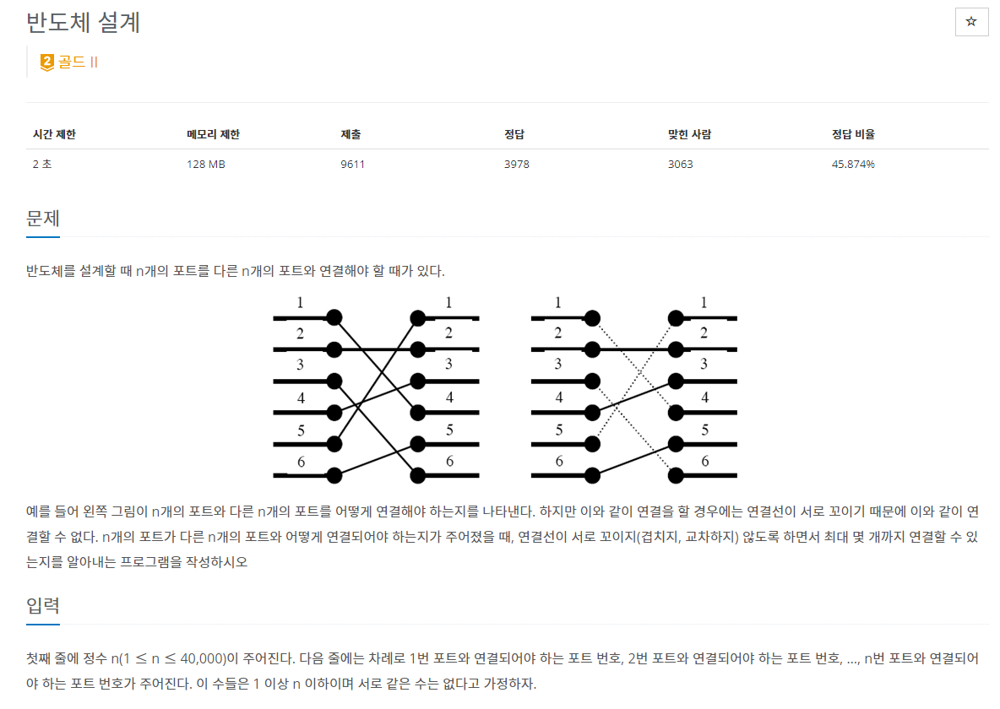 반도체 설계
☆
2 골드 II
시간 제한 메모리 제한 제출 정답 맞힌 사람 정답 비율
2 초 128 MB 9611 3978 3063 45.874%
문제
반도체를 설계할 때 n개의 포트를 다른 n개의 포트와 연결해야 할 때가 있다.
1 1 1 1
2 2 2 2
3 3 3 3
4 4 4 4
5 5 5 5
6 6 6 6
예를 들어 왼쪽 그림이 n개의 포트와 다른 n개의 포트를 어떻게 연결해야 하는지를 나타낸다. 하지만 이와 같이 연결을 할 경우에는 연결선이 서로 꼬이기 때문에 이와 같이 연
결할 수 없다. n개의 포트가 다른 n개의 포트와 어떻게 연결되어야 하는지가 주어졌을 때, 연결선이 서로 꼬이지(겹치지, 교차하지) 않도록 하면서 최대 몇 개까지 연결할 수 있
는지를 알아내는 프로그램을 작성하시오
입력
첫째 줄에 정수 n(1 ≤ n ≤ 40,000)이 주어진다. 다음 줄에는 차례로 1번 포트와 연결되어야 하는 포트 번호, 2번 포트와 연결되어야 하는 포트 번호, …, n번 포트와 연결되어
야 하는 포트 번호가 주어진다. 이 수들은 1 이상 n 이하이며 서로 같은 수는 없다고 가정하자.